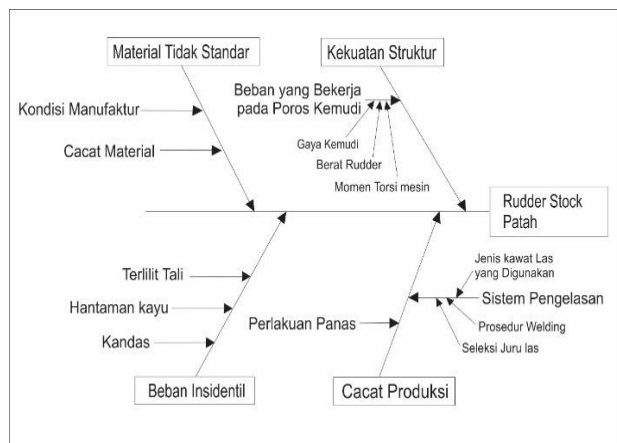 Material Tidak Standar
Kekuatan Struktur
Kondisi Manufaktur
Cacat Material
Beban yang Bekerja
pada Poros Kemudi
Gaya Kemudi
Berat Rudder
Momen Torsi mesin
Rudder Stock
Patah
Terlilit Tali
Hantaman kayu
Kandas
Beban Insidentil
Jenis kawat Las
yang Digunakan
Sistem Pengelasan
Prosedur Welding
Seleksi Juru las
Perlakuan Panas
Cacat Produksi